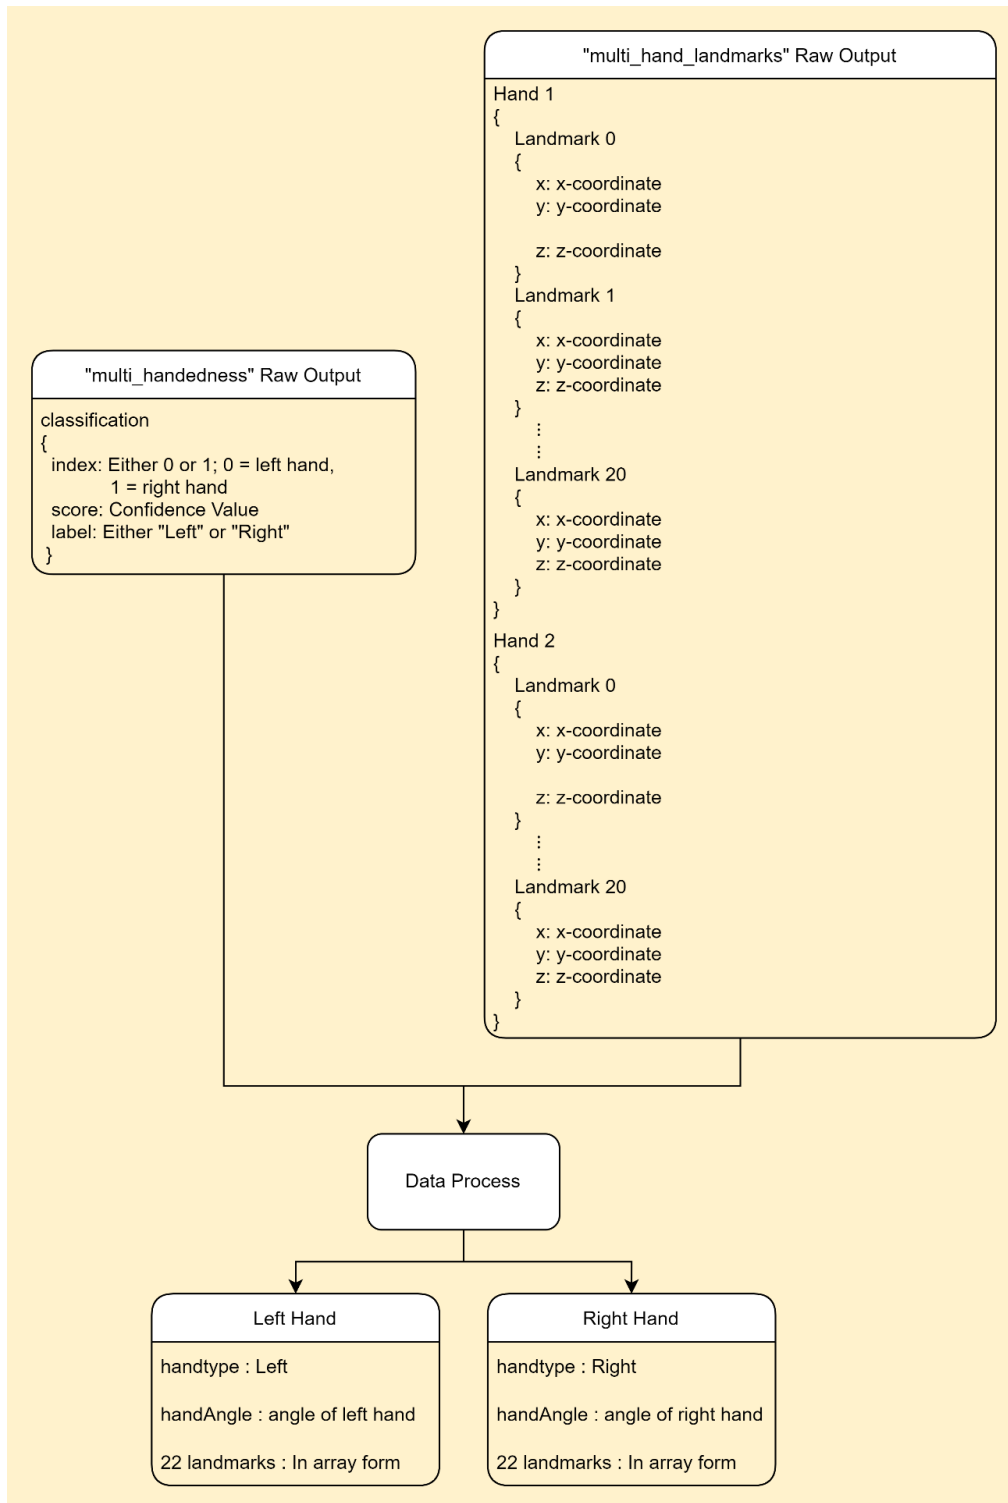 "multi_hand_landmarks" Raw Output
Hand 1
{
Landmark 0
{
x: x-coordinate
y: y-coordinate
z: z-coordinate
}
Landmark 1
{
x: x-coordinate
y: y-coordinate
z: z-coordinate
}
⋮
⋮
Landmark 20
{
x: x-coordinate
y: y-coordinate
z: z-coordinate
}
}
Hand 2
{
Landmark 0
{
x: x-coordinate
y: y-coordinate
z: z-coordinate
}
⋮
⋮
Landmark 20
{
x: x-coordinate
y: y-coordinate
z: z-coordinate
}
}
"multi_handedness" Raw Output
classification
{
index: Either 0 or 1; 0 = left hand,
1 = right hand
score: Confidence Value
label: Either "Left" or "Right"
}
Data Process
Left Hand
handtype : Left
handAngle : angle of left hand
22 landmarks : In array form
Right Hand
handtype : Right
handAngle : angle of right hand
22 landmarks : In array form